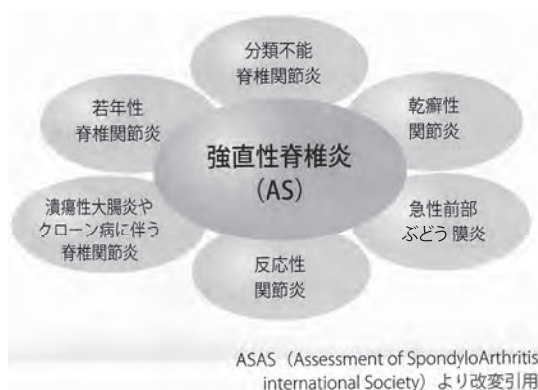 分類不能
脊椎関節炎
若年性
脊椎関節炎
乾癬性
関節炎
強直性脊椎炎
（AS）
潰瘍性大腸炎や
クローン病に伴う
脊椎関節炎
急性前部
ぶどう膜炎
反応性
関節炎
ASAS（Assessment of SpondyloArthritis
international Society）より改変引用